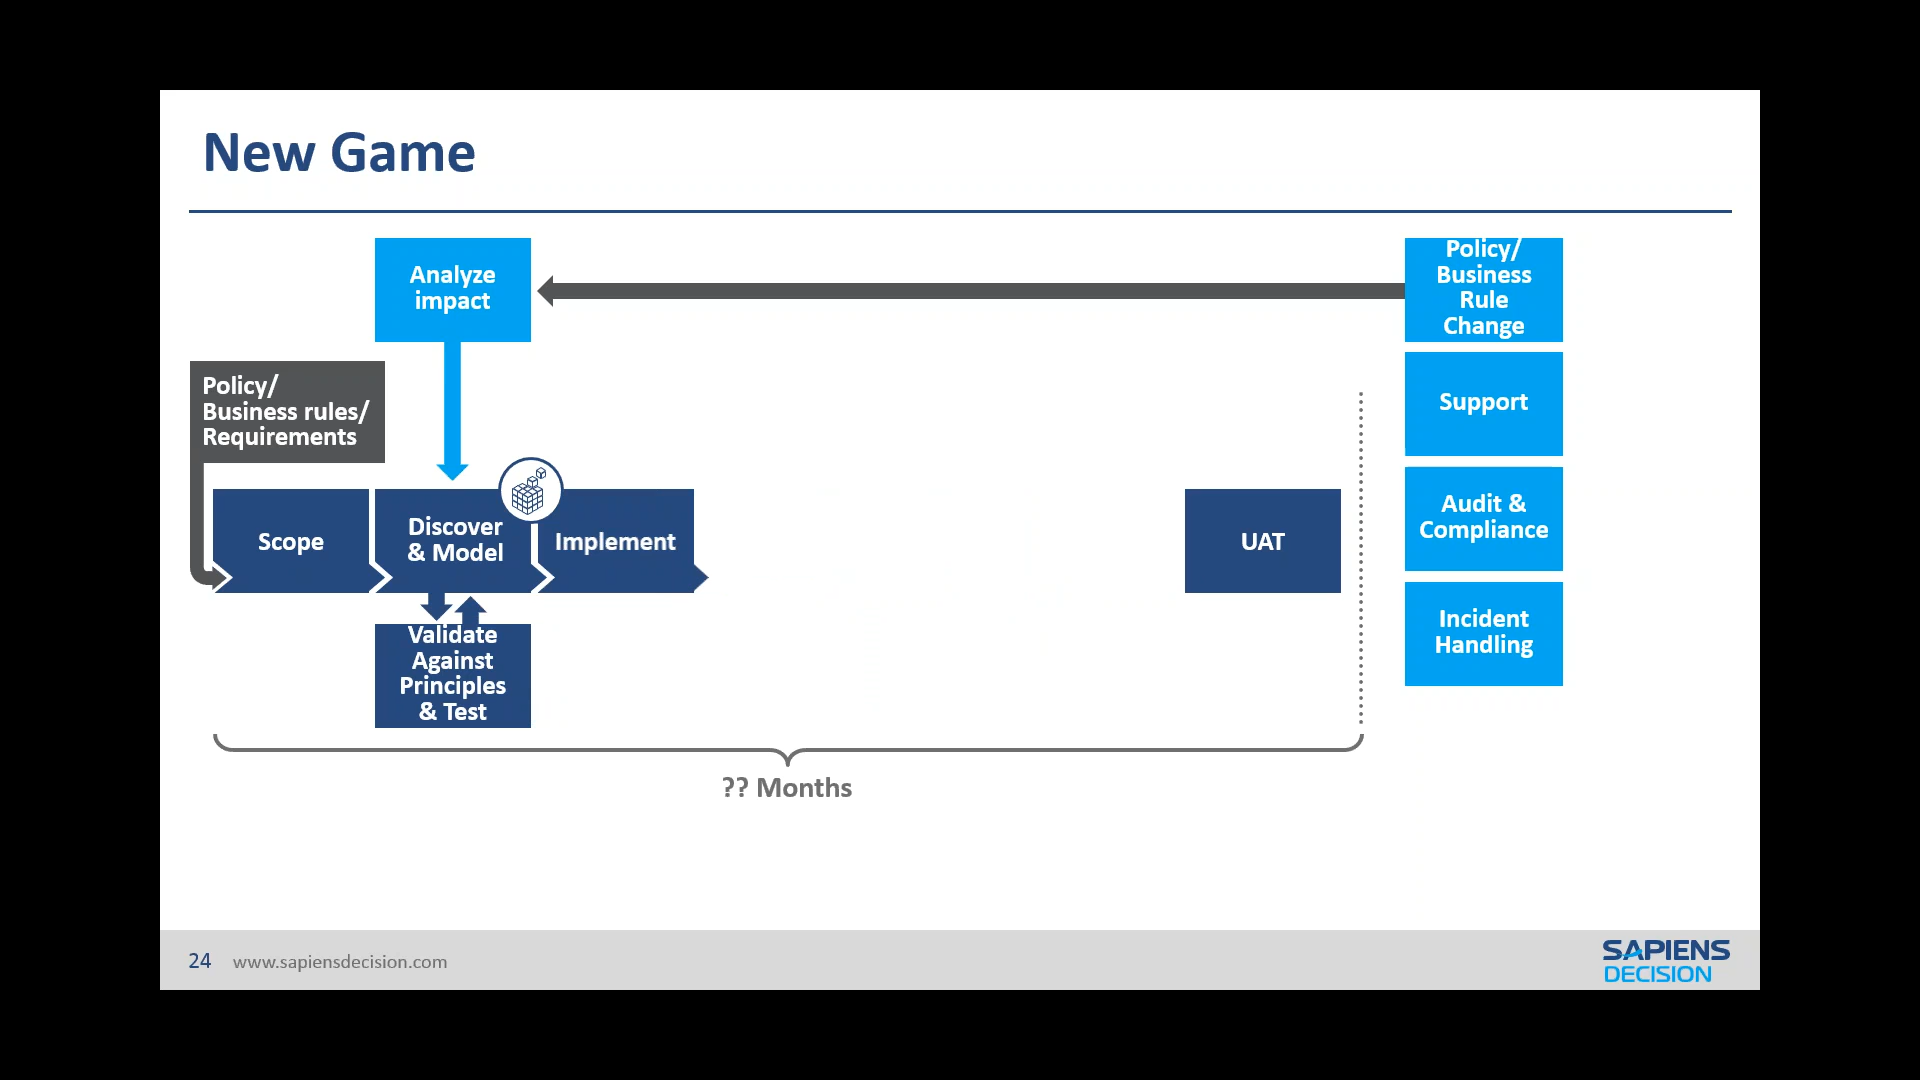 New Game
Analyze
impact
Policy/
Business
Rule
Change
Policy/
Business rules/
Requirements
Support
Scope
Discover
& Model
Implement
UAT
Audit &
Compliance
Validate
Against
Principles
& Test
Incident
Handling
?? Months
24 www.sapiensdecision.com
SAPIENS
DECISION